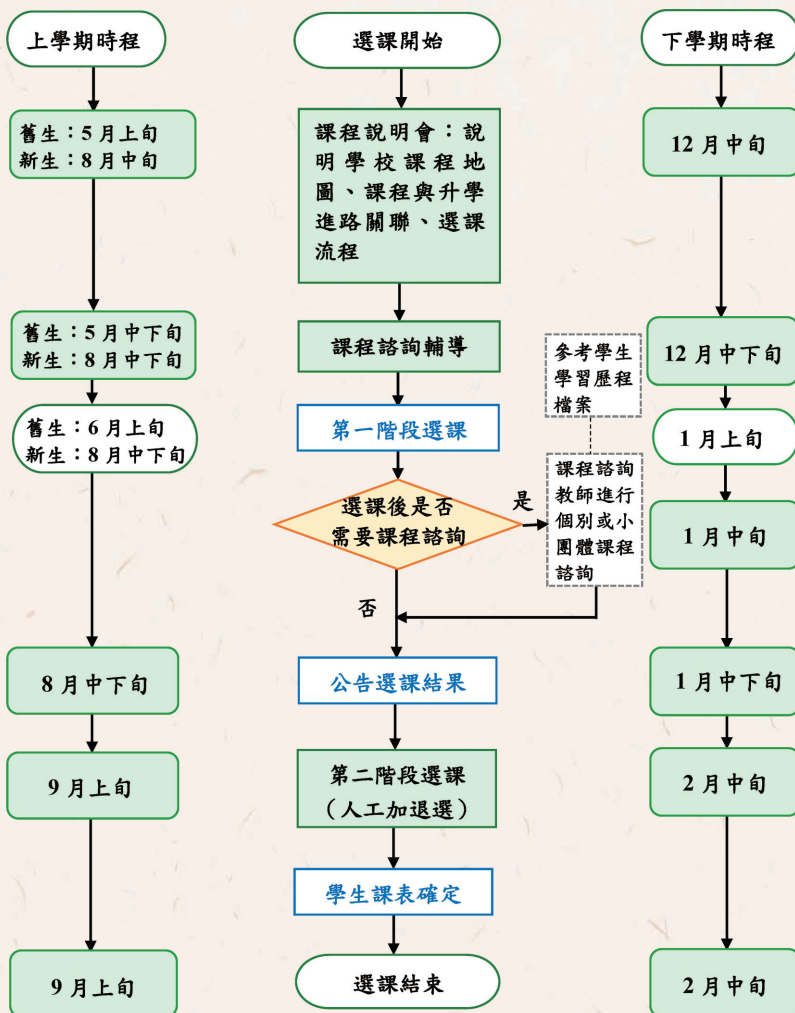 上學期時程
選課開始
下學期時程
舊生：5 月上旬
新生：8 月中旬
課程說明會：說
明學校課程地
圖、課程與升學
進路關聯、選課
流程
12 月中旬
舊生：5 月中下旬
新生：8 月中下旬
課程諮詢輔導
參考學生
學習歷程
檔案
12 月中下旬
舊生：6 月上旬
新生：8 月中下旬
第一階段選課
1 月上旬
選課後是否
需要課程諮詢
是
課程諮詢
教師進行
個別或小
團體課程
諮詢
1 月中旬
否
8 月中下旬
公告選課結果
1 月中下旬
9 月上旬
第二階段選課
（人工加退選）
2 月中旬
學生課表確定
9 月上旬
選課結束
2 月中旬